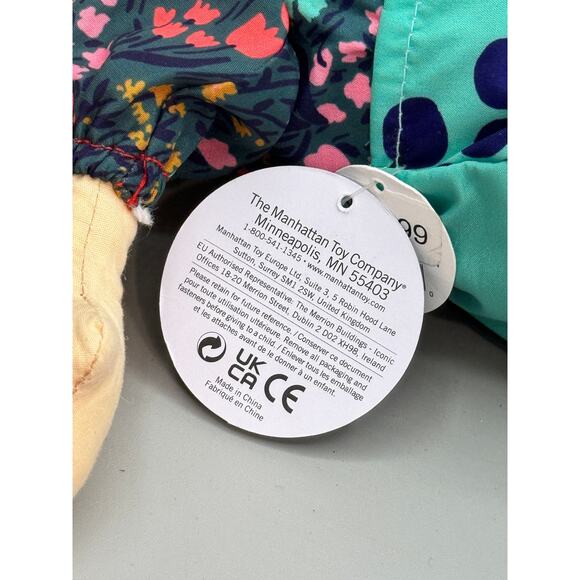 The Manhattan Toy Company®
Minneapolis, MN 55403
1-800-541-1345 • www.manhattantoy.com
Manhattan Toy Europe Ltd, Suite 3, 5 Robin Hood Lane
Sutton, Surrey SM1 2SW, United Kingdom
EU Authorised Representative: The Merrion Buildings - Iconic
Offices 18-20 Merrion Street, Dublin 2 D02 XH98, Ireland
Please retain for future reference. / Conserver ce document
pour toute utilisation ultérieure. Remove all packaging and
fasteners before giving to a child. / Enlever tous les emballage
et les attaches avant de le donner à un enfant.
UK
CA CE
Made in China
Fabriqué en Chine
99